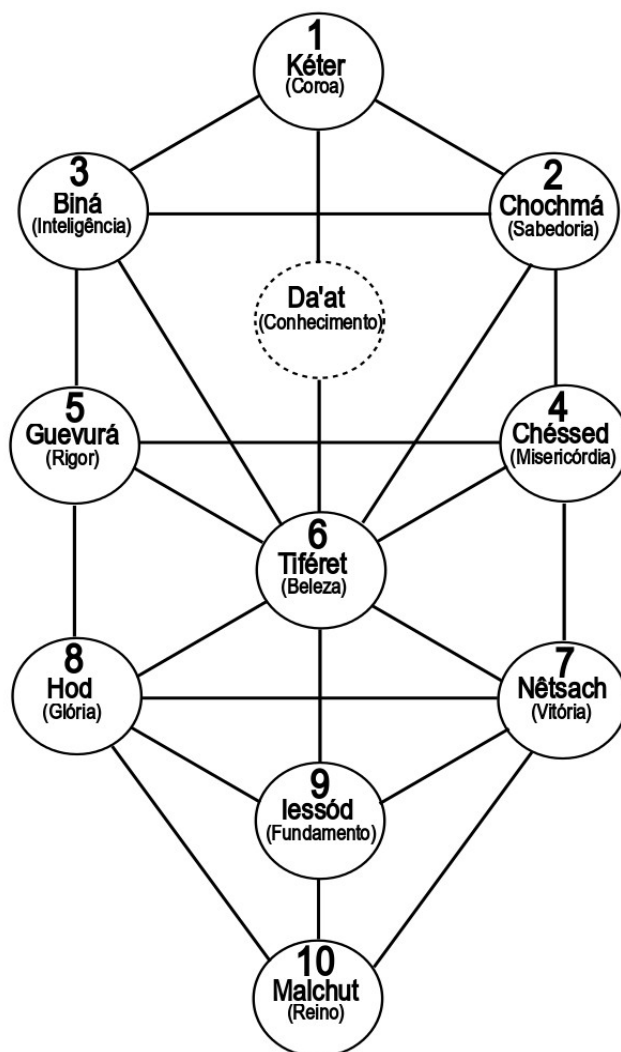 1
Kéter
(Coroa)
3
Biná
(Inteligência)
2
Chochmá
(Sabedoria)
Da'at
(Conhecimento)
5
Guevurá
(Rigor)
4
Chéssed
(Misericórdia)
6
Tiféret
(Beleza)
8
Hod
(Glória)
7
Nêtsach
(Vitória)
9
Iessód
(Fundamento)
10
Malchut
(Reino)